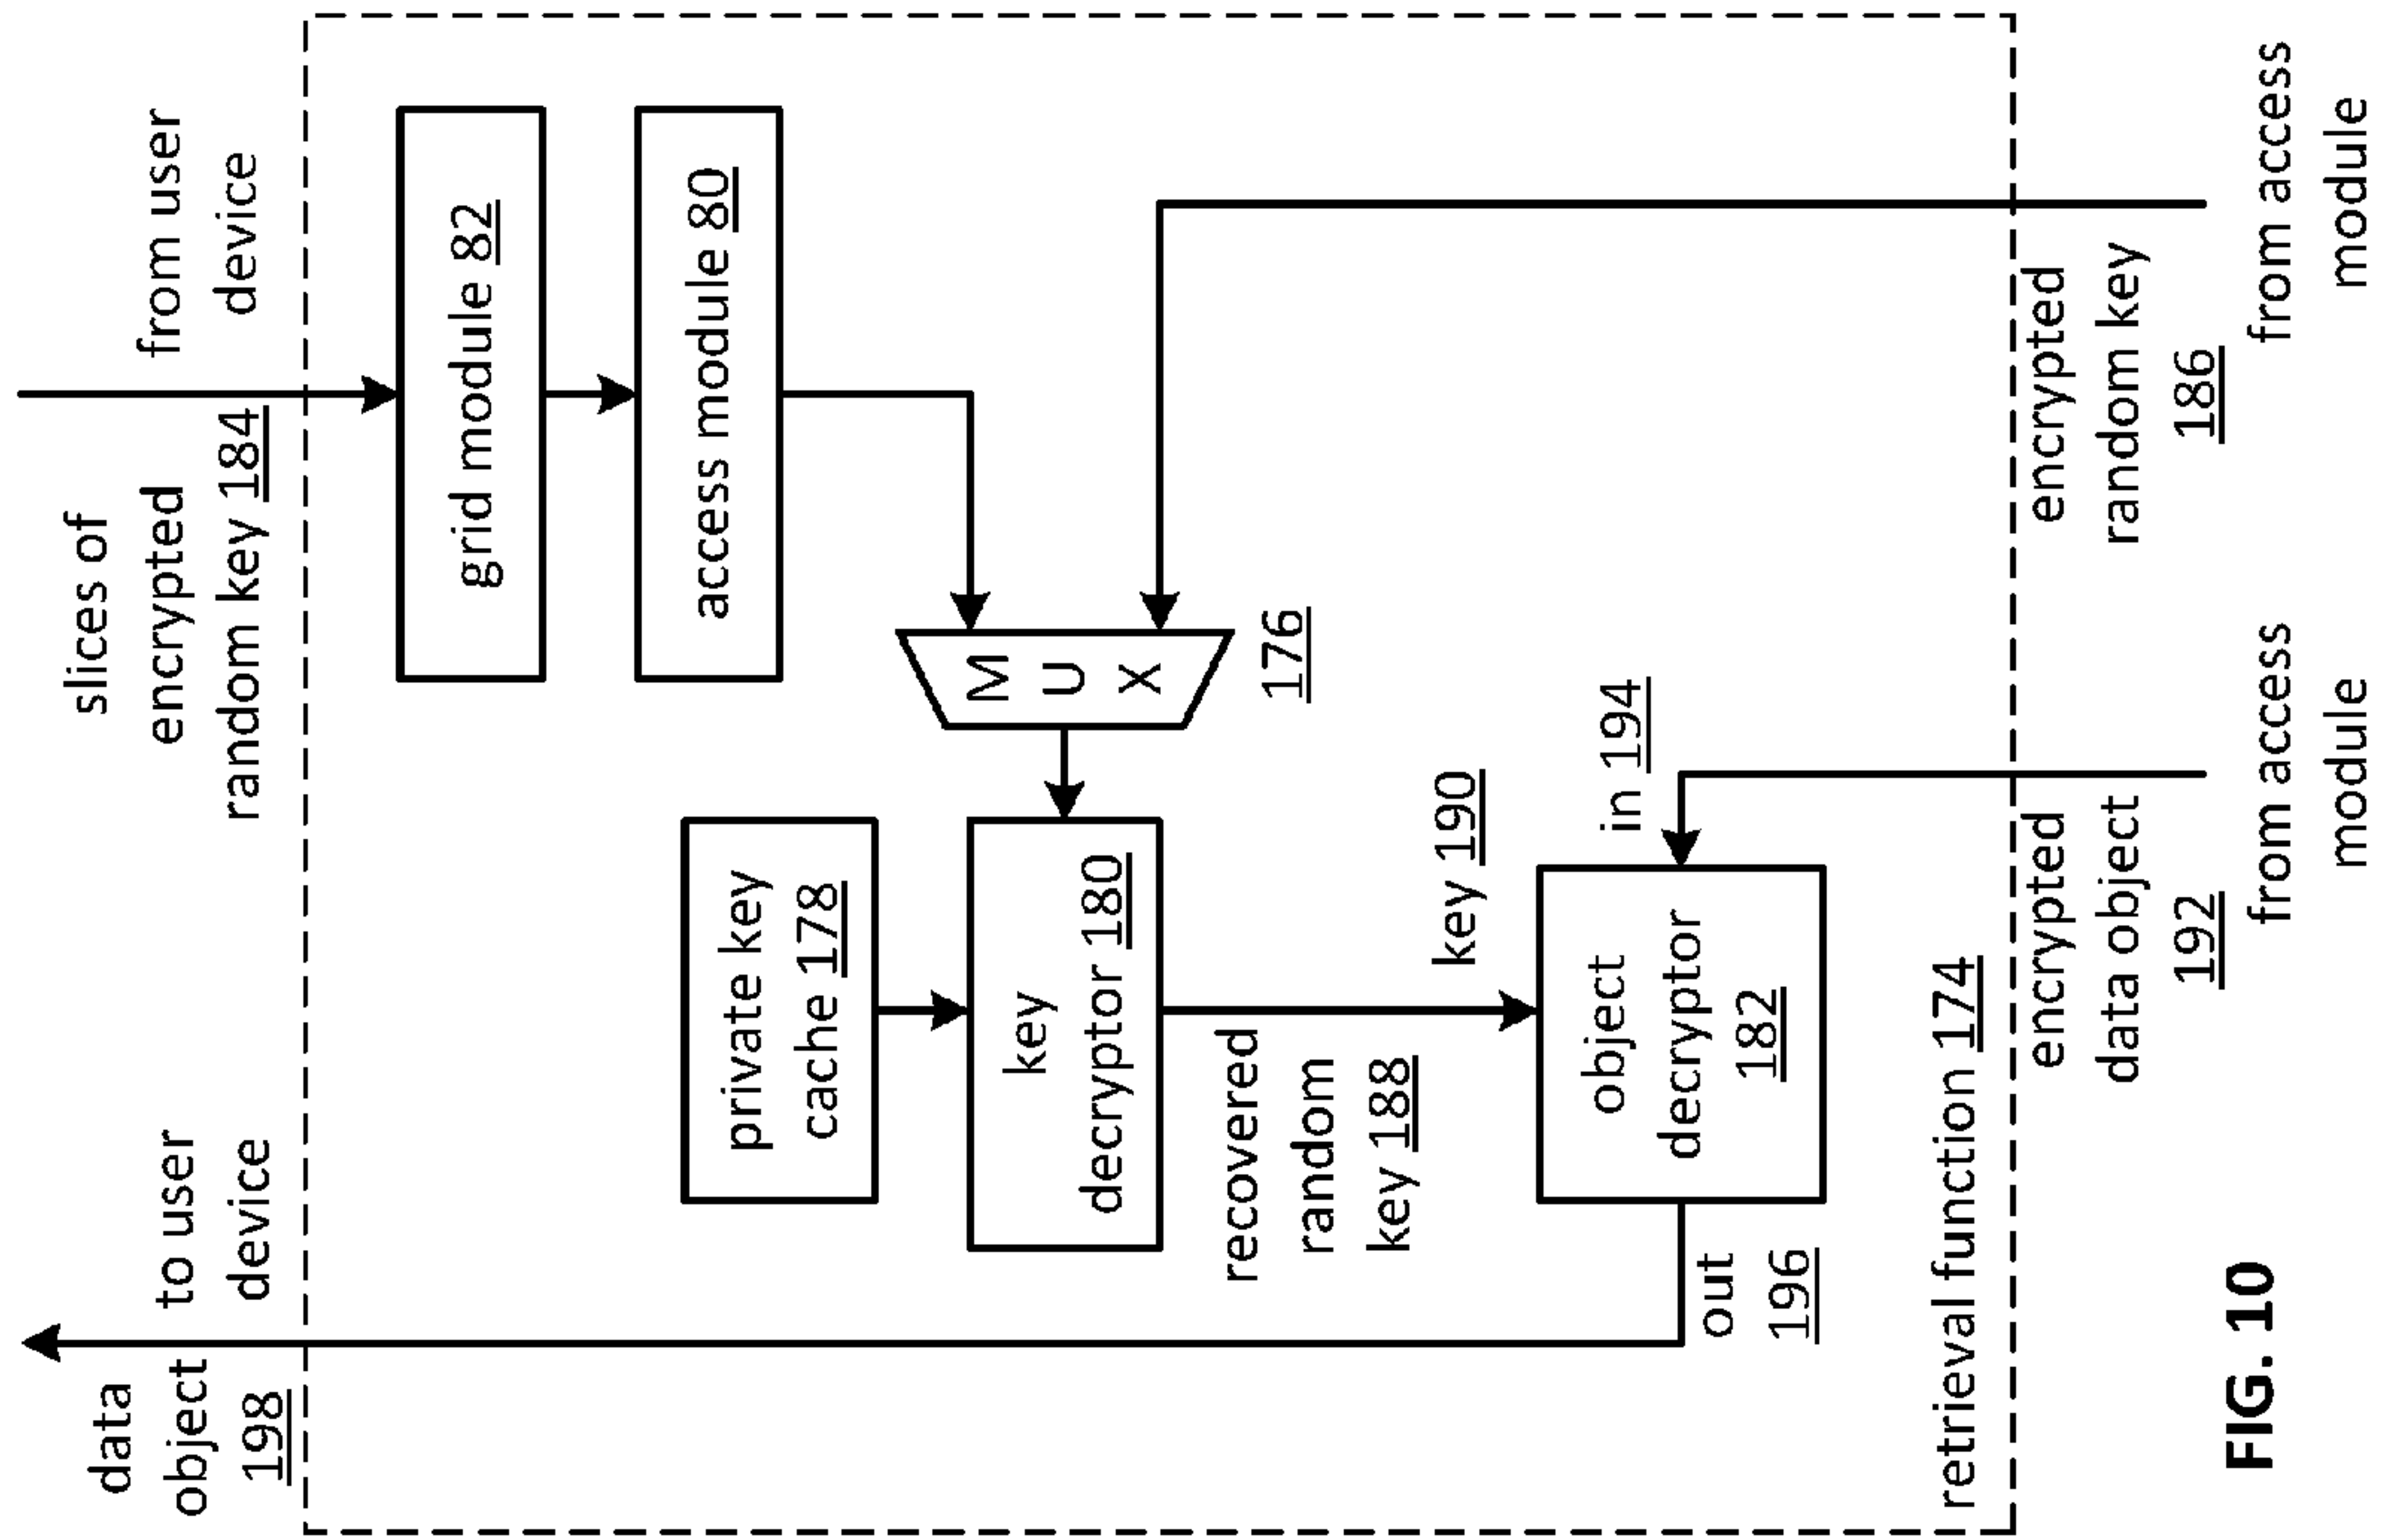 data
object
198
to user
device
slices of
encrypted
random key 184
from user
device
grid module 82
access module 80
private key
cache 178
key
decryptor 180
M
U
X
176
recovered
random
key 188
key 190
in 194
object
decryptor
182
out
196
retrieval function 174
encrypted
data object
192
from access
module
encrypted
random key
186
from access
module
FIG. 10